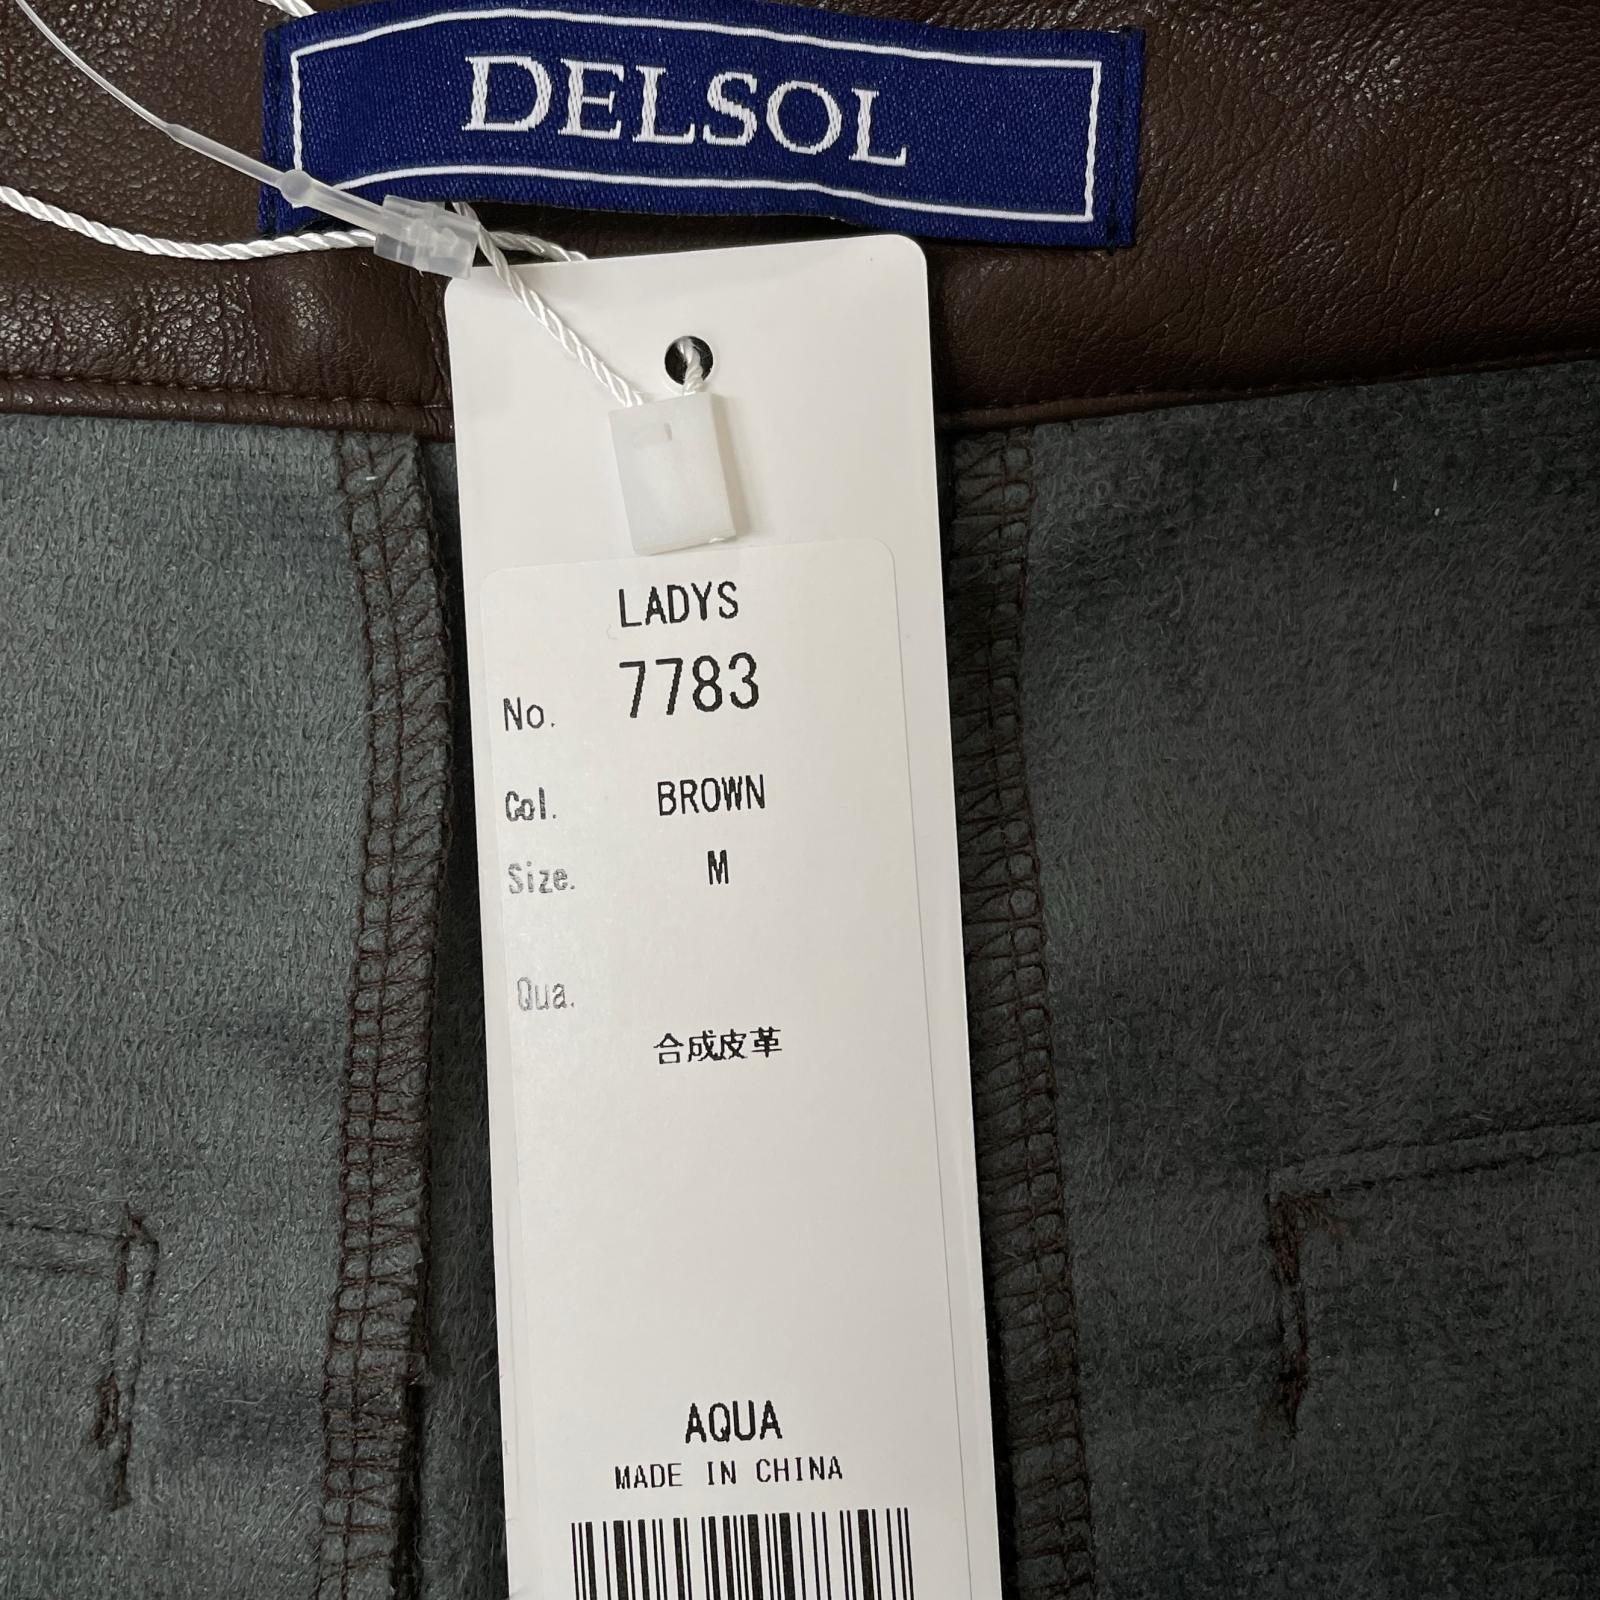 DELSOL
LADYS
No. 7783
Col. BROWN
Size. M
Qua.
合成皮革
AQUA
MADE IN CHINA